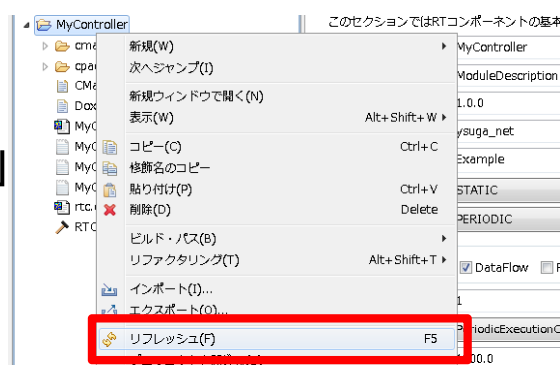 MyController
このセクションではRTコンポーネントの基本
cma
新規(W)
MyController
cpac
次へジャンプ(I)
CMa
ModuleDescription
新規ウィンドウで開く(N)
Dox
1.0.0
表示(W) Alt+Shift+W
MyC
ysuga_net
コピー(C) Ctrl+C
MyC
修飾名のコピー
Example
MyC
貼り付け(P) Ctrl+V
MyC
STATIC
削除(D) Delete
rtc.
PERIODIC
RTC
ビルド・パス(B)
リファクタリング(T) Alt+Shift+T
DataFlow
インポート(I)...
1
エクスポート(O)...
リフレッシュ(F) F5
PeriodicExecutionC